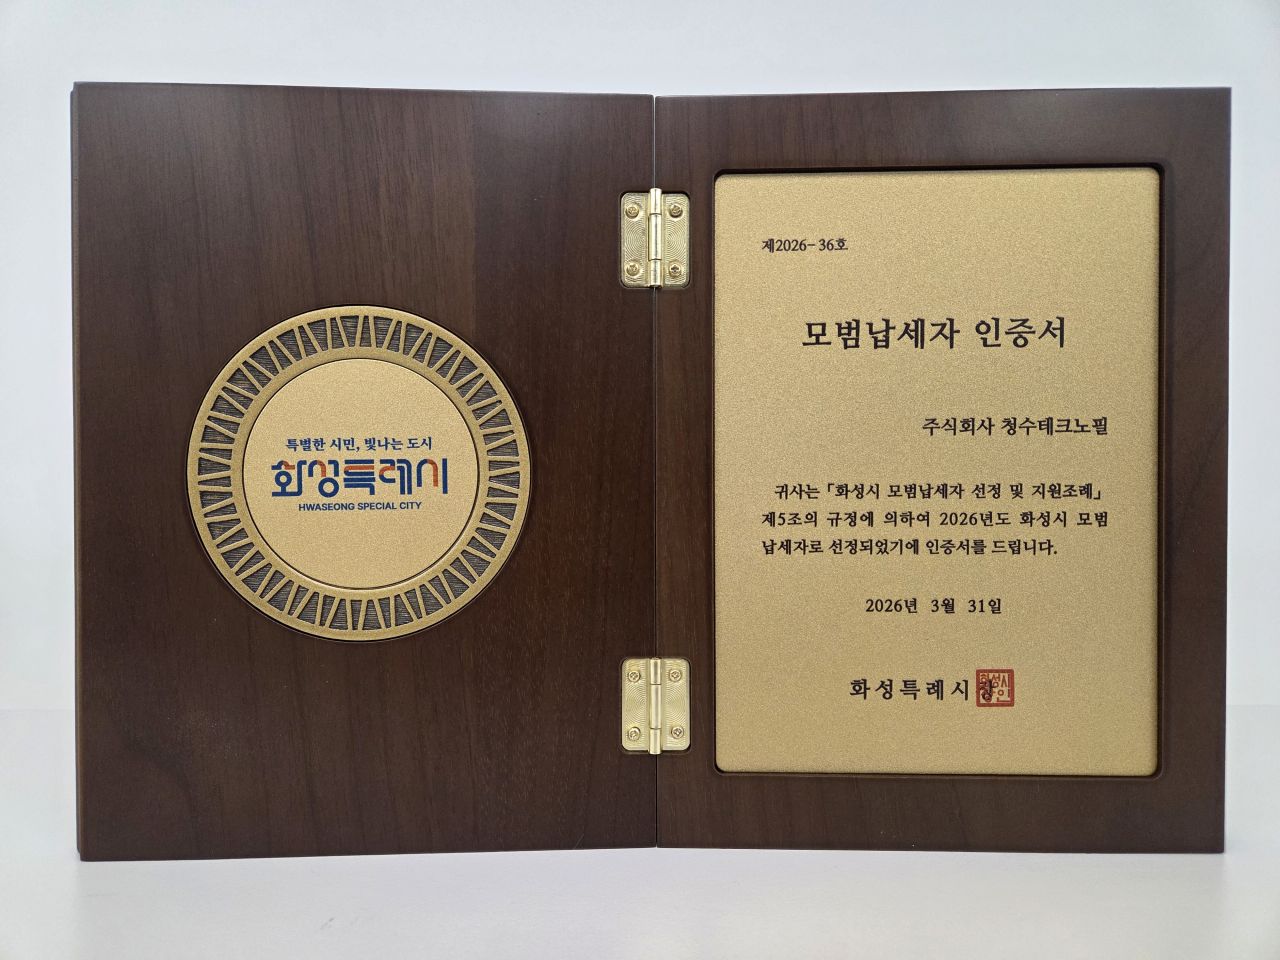 특별한 시민, 빛나는 도시
화성특례시
HWASEONG SPECIAL CITY
제2026-36호
모범납세자 인증서
주식회사 청수테크노필
귀사는 「화성시 모범납세자 선정 및 지원조례」
제5조의 규정에 의하여 2026년도 화성시 모범
납세자로 선정되었기에 인증서를 드립니다.
2026년 3월 31일
화성특례시장
화성시
장인